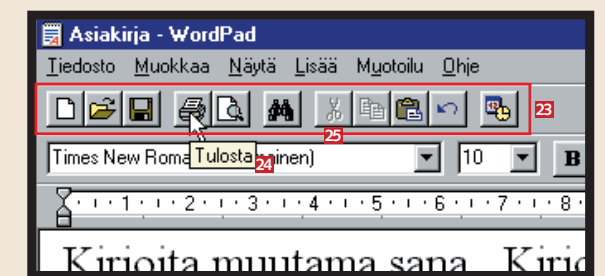 Asiakirja - WordPad
Tiedosto Muokkaa Näytä Lisää Muotoilu Ohje
23
25
Times New Roma Tulosta 24 inen) 10 B
1 2 3 4 5 6 7 8
Kirjoita muutama sana Kirjo